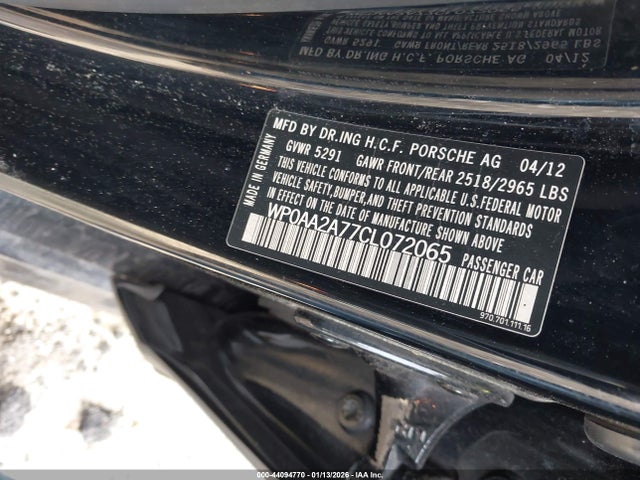 MFD BY DR.ING H.C.F. PORSCHE AG 04/12
GVWR 5291 GAWR FRONT/REAR 2518/2965 LBS
THIS VEHICLE CONFORMS TO ALL APPLICABLE U.S.FEDERAL MOTOR
VEHICLE SAFETY,BUMPER,AND THEFT PREVENTION STANDARDS
IN EFFECT ON THE DATE OF MANUFACTURE SHOWN ABOVE
MADE IN GERMANY
WP0AA2A77CL072065
PASSENGER CAR
970.701.111.16
000-44094770 - 01/13/2026 - IAAI.COM